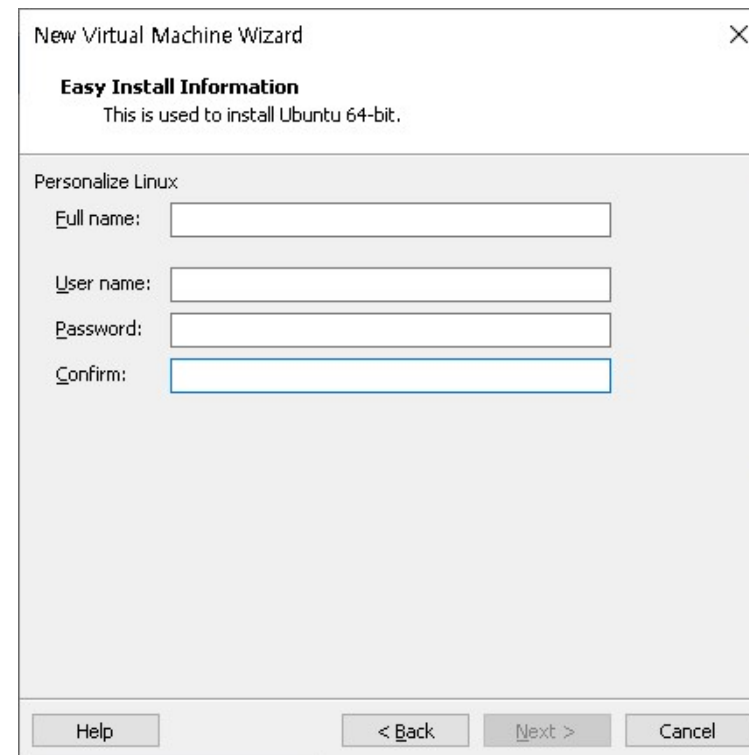 New Virtual Machine Wizard
Easy Install Information
This is used to install Ubuntu 64-bit.
Personalize Linux
Full name:
User name:
Password:
Confirm:
Help
< Back
Next >
Cancel